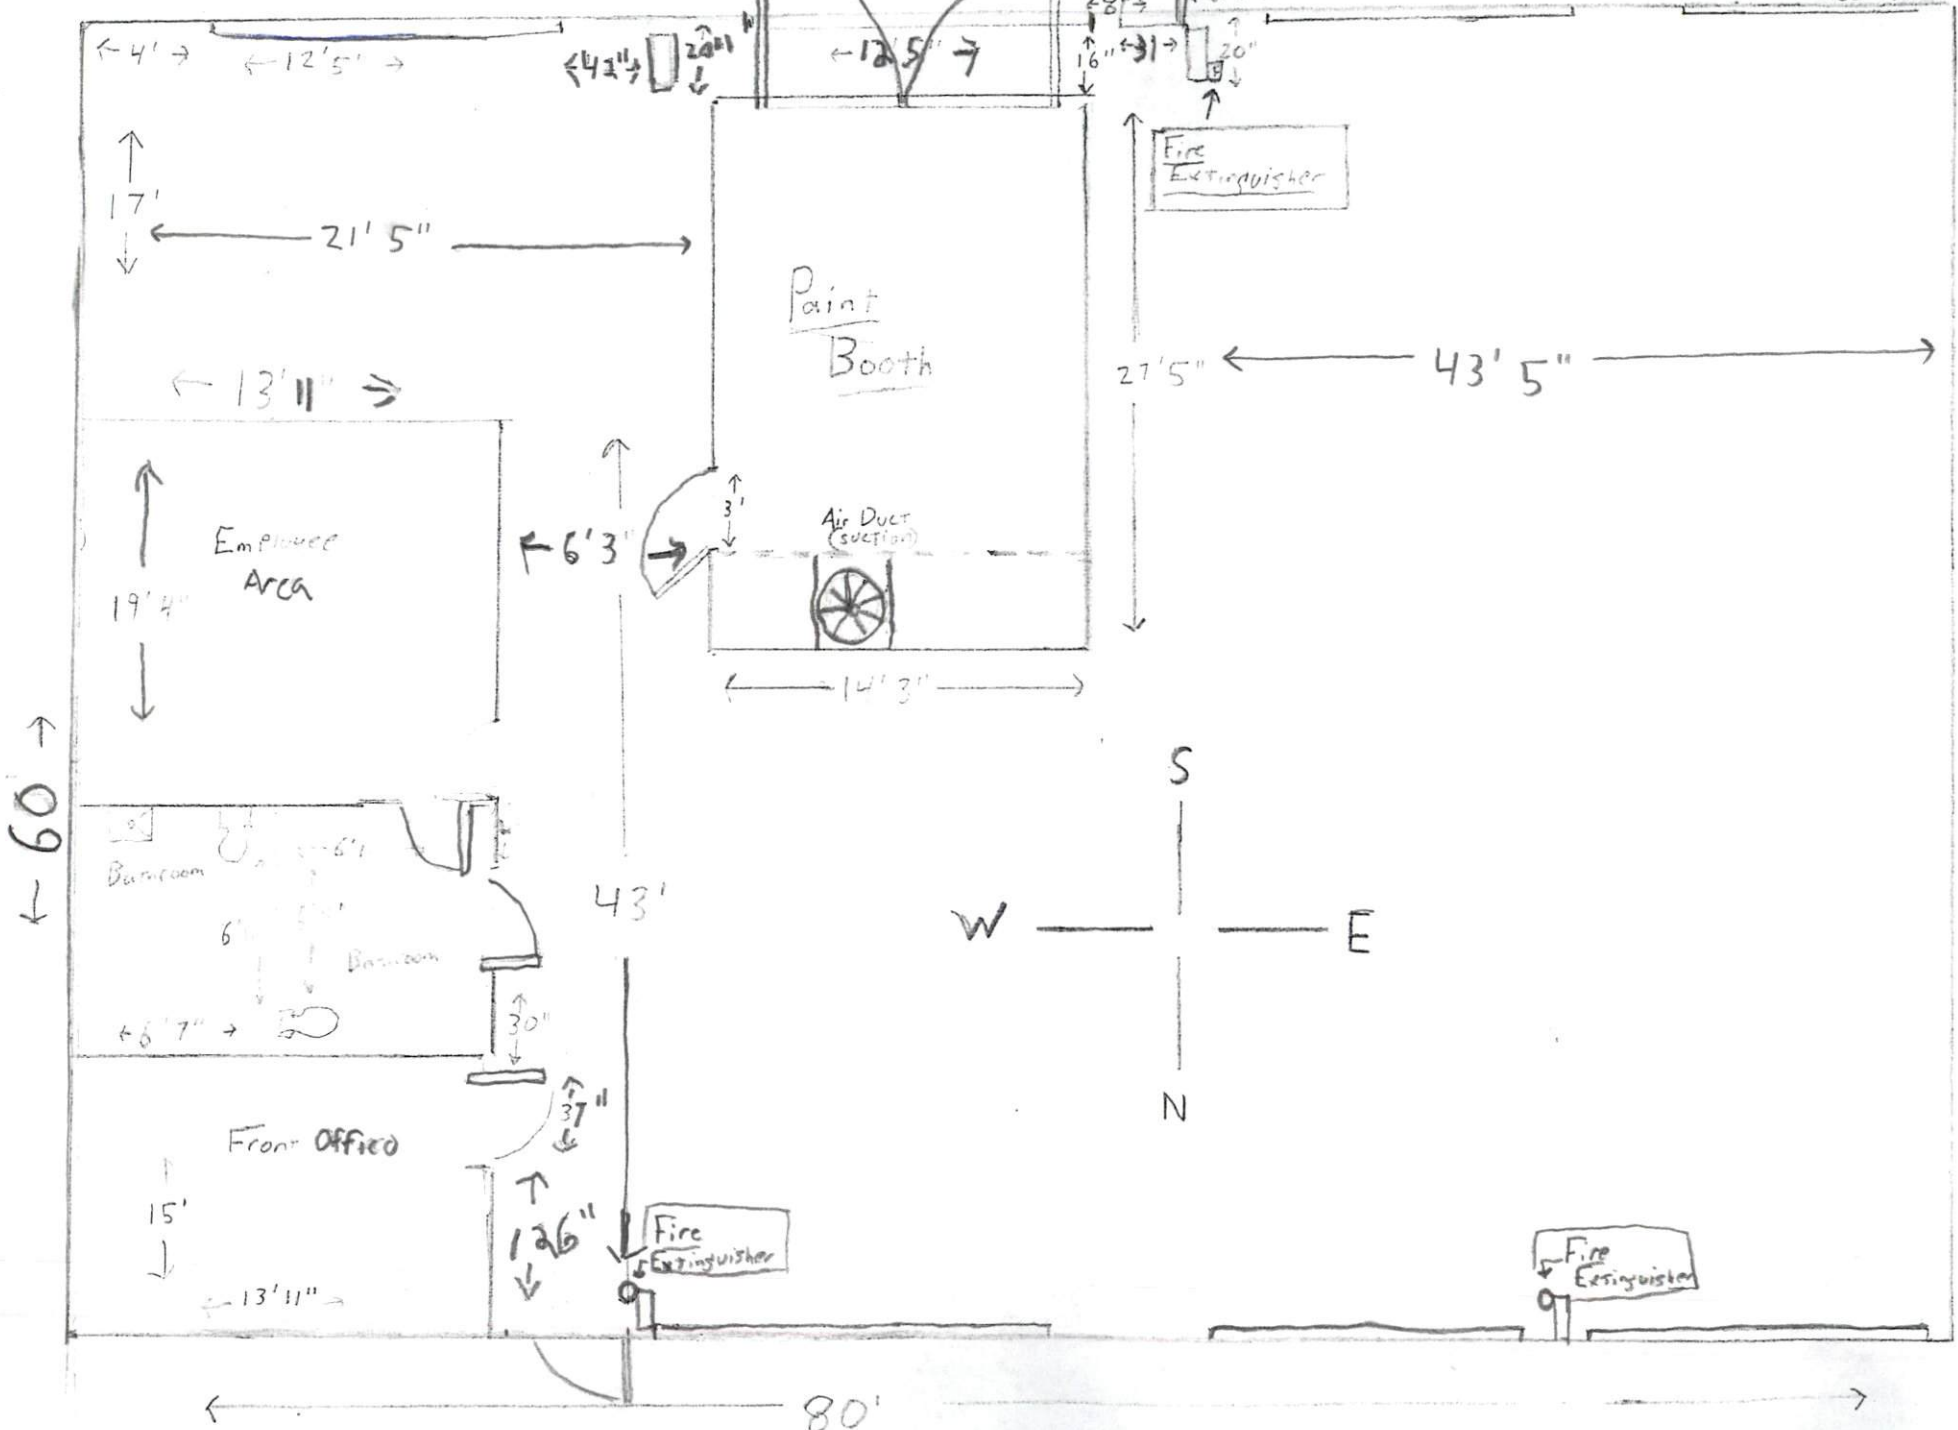 4'
12'5"
12'5"
16"
31
20"
Fire
Extinguisher
17'
21' 5"
Paint
Booth
27'5"
43' 5"
13'11"
3'
Air Duct
(suction)
6'3"
Employee
Area
19'4"
14' 3"
60
S
W
E
N
43'
6'
6'7"
30"
37"
Front Office
15'
126"
13'11"
Fire
Extinguisher
Fire
Extinguisher
80'